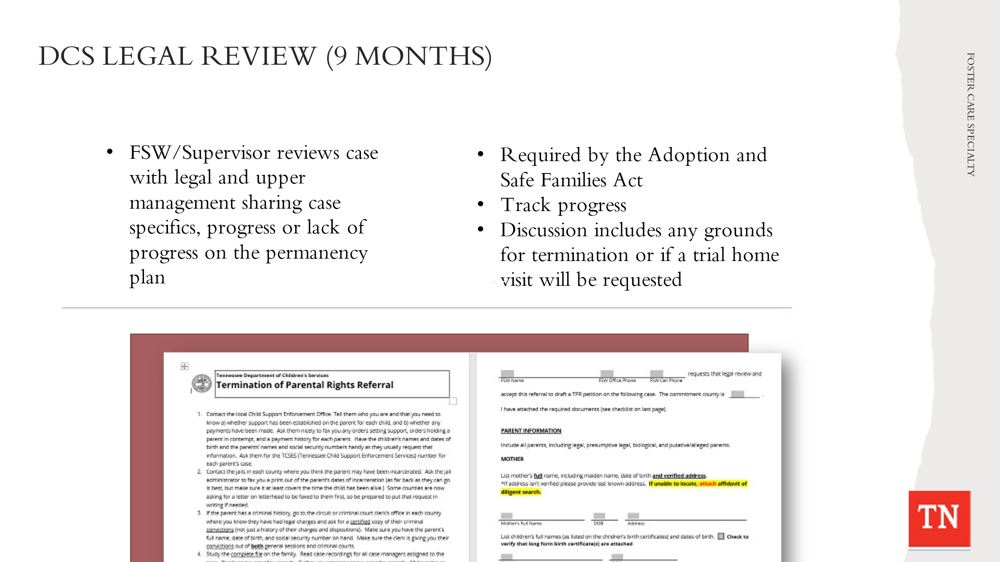 DCS LEGAL REVIEW (9 MONTHS)
FOSTER CARE SPECIALTY
• FSW/Supervisor reviews case
with legal and upper
management sharing case
specifics, progress or lack of
progress on the permanency
plan
• Required by the Adoption and
Safe Families Act
• Track progress
• Discussion includes any grounds
for termination or if a trial home
visit will be requested
Tennessee Department of Children's Services
Termination of Parental Rights Referral
1. Contact the local Child Support Enforcement Office. Tell them who you are and that you need to
know a) whether support has been established on the parent for each child, and b) whether any
payments have been made. Ask them nicely to fax you any orders setting support, orders holding a
parent in contempt, and a payment history for each parent. Have the children's names and dates of
birth and the parents' names and social security numbers handy as they usually request that
information. Ask them for the TCSES (Tennessee Child Support Enforcement Services) number for
each parent's case.
2. Contact the jails in each county where you think the parent may have been incarcerated. Ask the jail
administrator to fax you a print-out of the parent's dates of incarceration (as far back as they can go
is best, but make sure it at least covers the time the child has been alive.) Some counties are now
asking for a letter on letterhead to be faxed to them first, so be prepared to put that request in
writing if needed.
3. If the parent has a criminal history, go to the circuit or criminal court clerk's office in each county
where you know they have had legal charges and ask for a certified copy of their criminal
convictions (not just a history of their charges and dispositions). Make sure you have the parent's
full name, date of birth, and social security number on hand. Make sure the clerk is giving you their
convictions out of both general sessions and criminal courts.
4. Study the complete file on the family. Read case recordings for all case managers assigned to the
requests that legal review and
FSW Name FSW Office Phone FSW Cell Phone
accept this referral to draft a TPR petition on the following case. The commitment county is .
I have attached the required documents (see checklist on last page).
PARENT INFORMATION
Include all parents, including legal, presumptive legal, biological, and putative/alleged parents.
MOTHER
List mother's full name, including maiden name, date of birth and verified address.
*If address isn't verified please provide last known address. If unable to locate, attach affidavit of
diligent search.
Mother's Full Name DOB Address
List children's full names (as listed on the children's birth certificates) and dates of birth. Check to
verify that long form birth certificate(s) are attached
TN